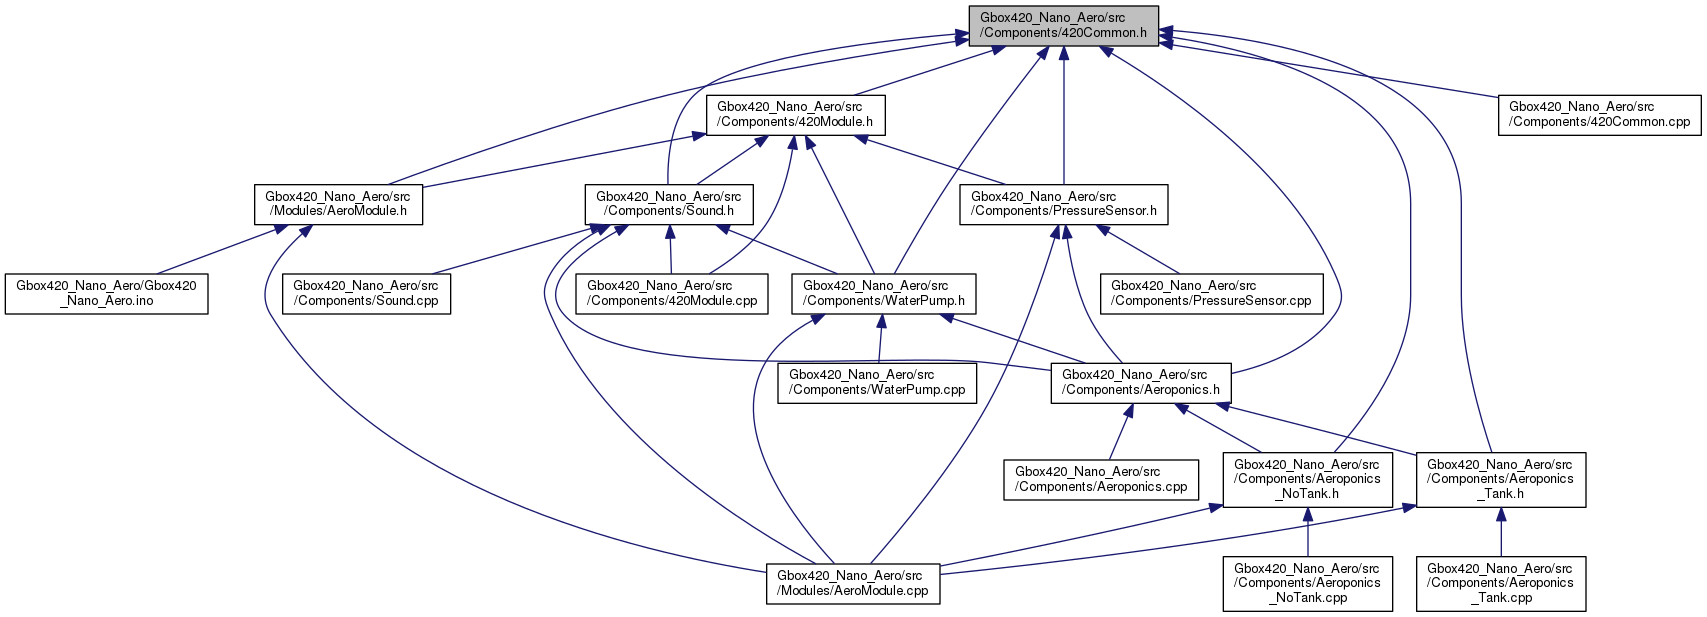 Gbox420_Nano_Aero/src
/Components/420Common.h
Gbox420_Nano_Aero/src
/Components/420Module.h
Gbox420_Nano_Aero/src
/Components/420Common.cpp
Gbox420_Nano_Aero/src
/Modules/AeroModule.h
Gbox420_Nano_Aero/src
/Components/Sound.h
Gbox420_Nano_Aero/src
/Components/PressureSensor.h
Gbox420_Nano_Aero/Gbox420
_Nano_Aero.ino
Gbox420_Nano_Aero/src
/Components/Sound.cpp
Gbox420_Nano_Aero/src
/Components/420Module.cpp
Gbox420_Nano_Aero/src
/Components/WaterPump.h
Gbox420_Nano_Aero/src
/Components/PressureSensor.cpp
Gbox420_Nano_Aero/src
/Components/WaterPump.cpp
Gbox420_Nano_Aero/src
/Components/Aeroponics.h
Gbox420_Nano_Aero/src
/Components/Aeroponics.cpp
Gbox420_Nano_Aero/src
/Components/Aeroponics
_NoTank.h
Gbox420_Nano_Aero/src
/Components/Aeroponics
_Tank.h
Gbox420_Nano_Aero/src
/Modules/AeroModule.cpp
Gbox420_Nano_Aero/src
/Components/Aeroponics
_NoTank.cpp
Gbox420_Nano_Aero/src
/Components/Aeroponics
_Tank.cpp